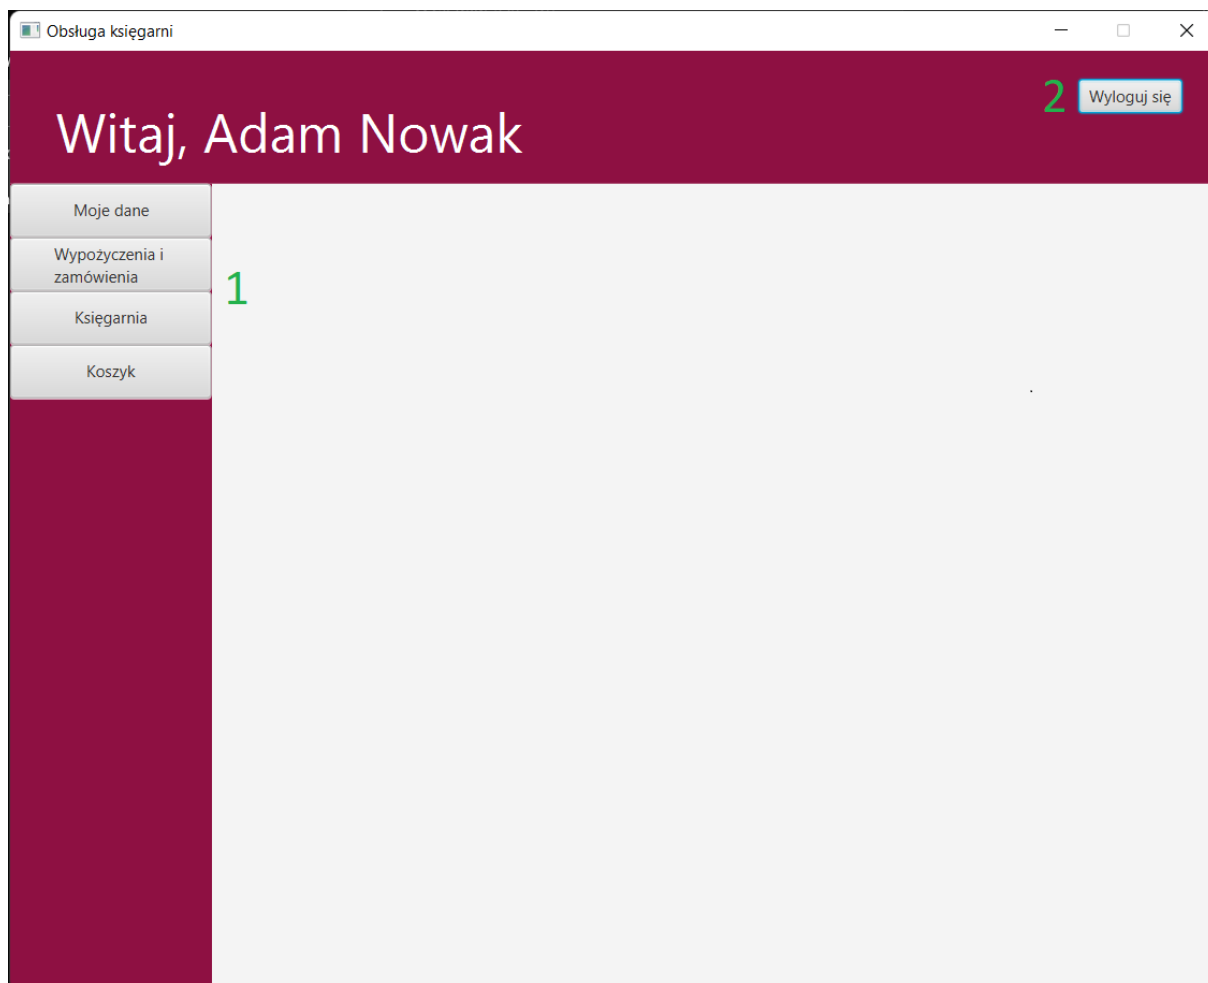 Obsługa księgarni
2 Wyloguj się
Witaj, Adam Nowak
Moje dane
Wypożyczenia i
zamówienia
1
Księgarnia
Koszyk